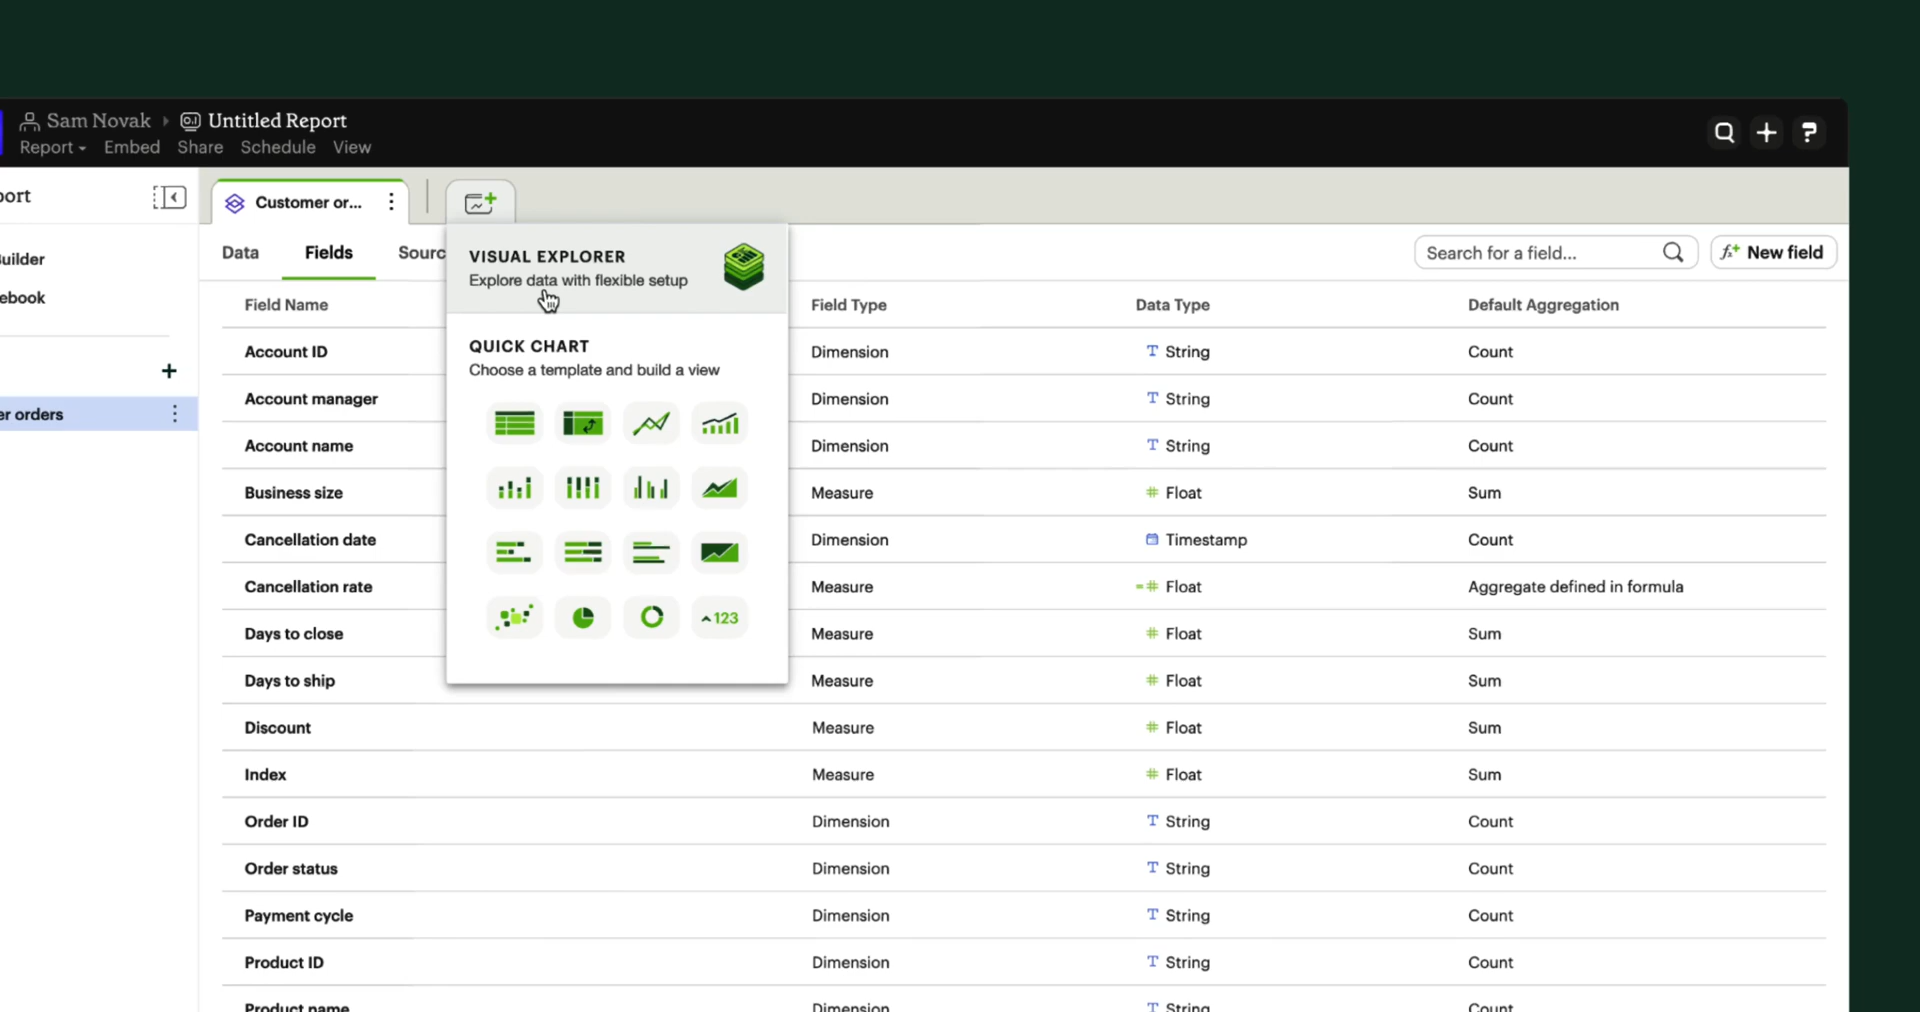 Sam Novak Untitled Report
Report Embed Share Schedule View
port
Customer or...
Data Fields Sourc
Search for a field...
New field
uilder
ebook
er orders
VISUAL EXPLORER
Explore data with flexible setup
QUICK CHART
Choose a template and build a view
123
Field Name Field Type Data Type Default Aggregation
Account ID Dimension T String Count
Account manager Dimension T String Count
Account name Dimension T String Count
Business size Measure # Float Sum
Cancellation date Dimension Timestamp Count
Cancellation rate Measure =# Float Aggregate defined in formula
Days to close Measure # Float Sum
Days to ship Measure # Float Sum
Discount Measure # Float Sum
Index Measure # Float Sum
Order ID Dimension T String Count
Order status Dimension T String Count
Payment cycle Dimension T String Count
Product ID Dimension T String Count
Product name Dimension T String Count